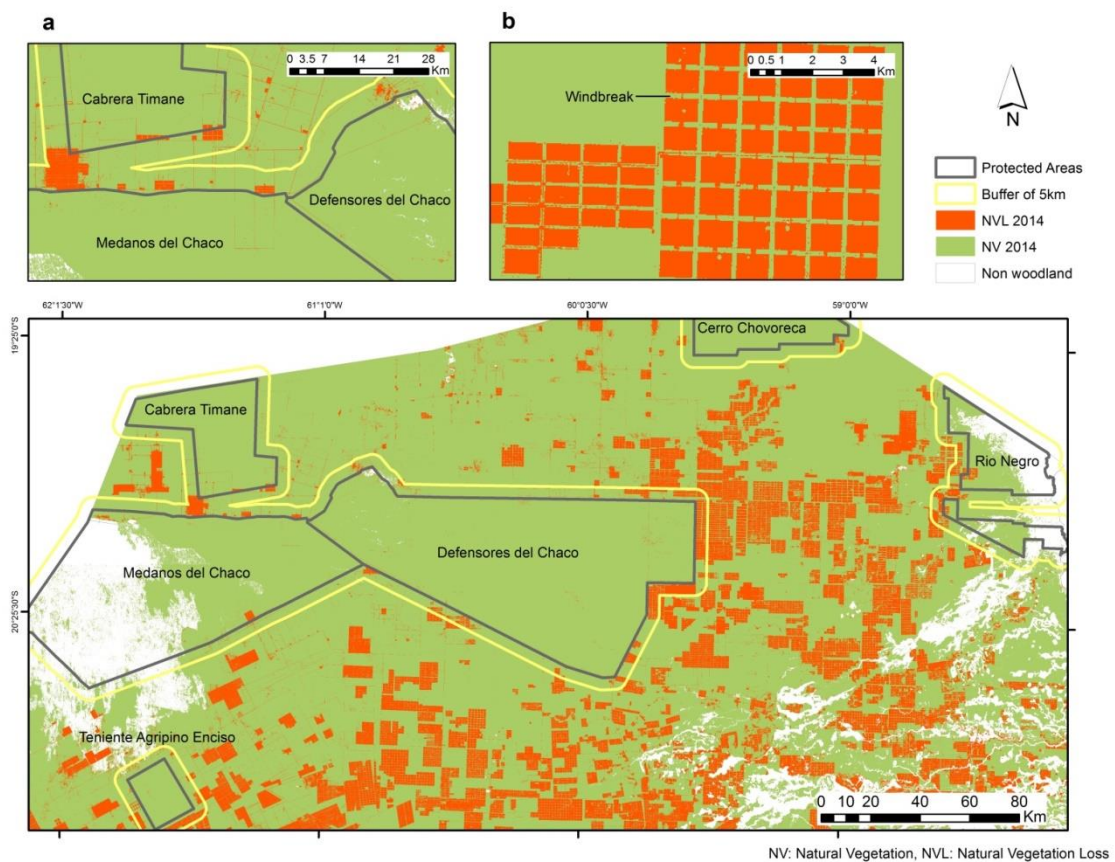 a
0 3.5 7 14 21 28
Km
Cabrera Timane
Defensores del Chaco
Medanos del Chaco
b
0 0.5 1 2 3 4
Km
Windbreak
N
Protected Areas
Buffer of 5km
NVL 2014
NV 2014
Non woodland
62°1'30"W
61°1'0"W
60°0'30"W
59°0'0"W
19°25'0"S
20°25'30"S
Cerro Chovoreca
Cabrera Timane
Rio Negro
Defensores del Chaco
Medanos del Chaco
Teniente Agripino Enciso
0 10 20 40 60 80
Km
NV: Natural Vegetation, NVL: Natural Vegetation Loss